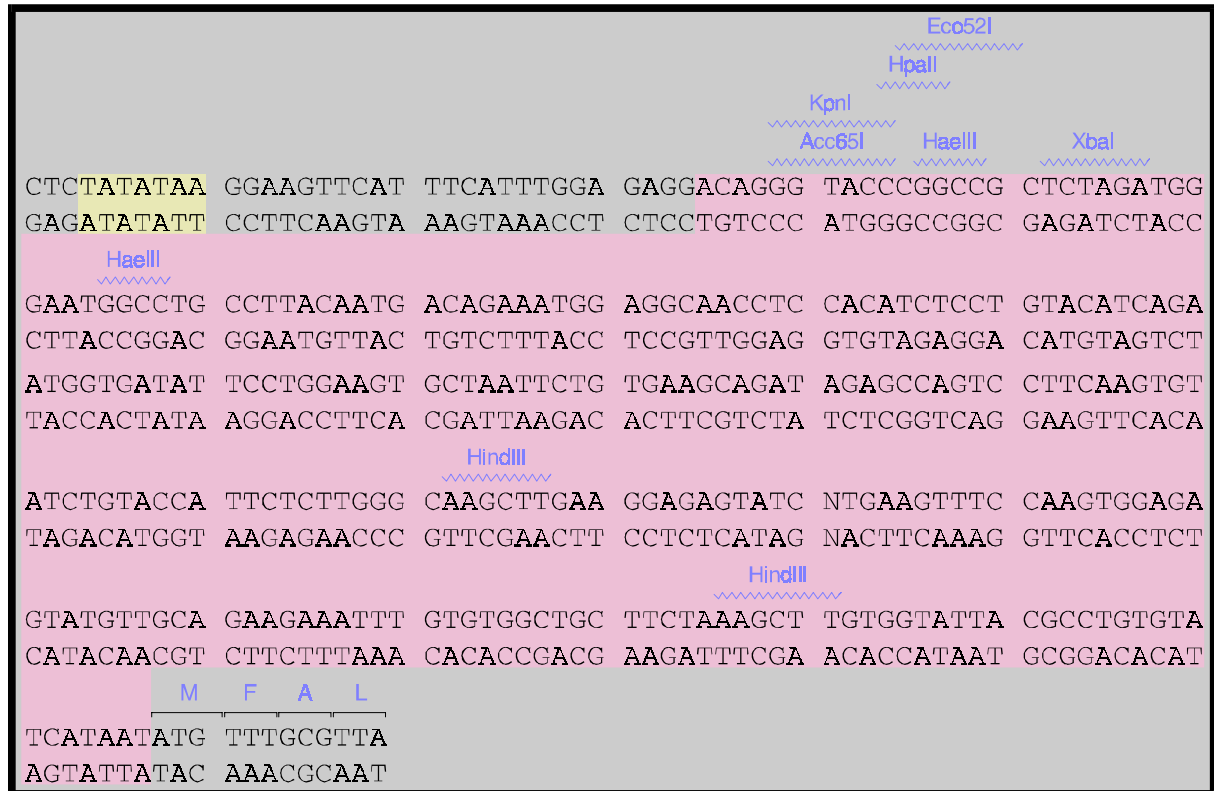 Eco52I
HpaII
KpnI
Acc65I HaeIII XbaI
CTCTATATAA GGAAGTTCAT TTCATTTGGA GAGGACAGGG TACCCGGCCG CTCTAGATGG
GAGATATATT CCTTCAAGTA AAGTAAACCT CTCCTGTCCC ATGGGCCGGC GAGATCTACC
HaeIII
GAATGGCCTG CCTTACAATG ACAGAAATGG AGGCAACCTC CACATCTCCT GTACATCAGA
CTTACCGGAC GGAATGTTAC TGTCTTTACC TCCGTTGGAG GTGTAGAGGA CATGTAGTCT
ATGGTGATAT TCCTGGAAGT GCTAATTCTG TGAAGCAGAT AGAGCCAGTC CTTCAAGTGT
TACCACTATA AGGACCTTCA CGATTAAGAC ACTTCGTCTA TCTCGGTCAG GAAGTTCACA
HindIII
ATCTGTACCA TTCTCTTGGG CAAGCTTGAA GGAGAGTATC NTGAAGTTTC CAAGTGGAGA
TAGACATGGT AAGAGAACCC GTTCGAACTT CCTCTCATAG NACTTCAAAG GTTCACCTCT
HindIII
GTATGTTGCA GAAGAAATTT GTGTGGCTGC TTCTAAAGCT TGTGGTATTA CGCCTGTGTA
CATACAACGT CTTCTTTAAA CACACCGACG AAGATTTCGA ACACCATAAT GCGGACACAT
M F A L
TCATAATATG TTTGCGTTA
AGTATTATAC AAACGCAAT